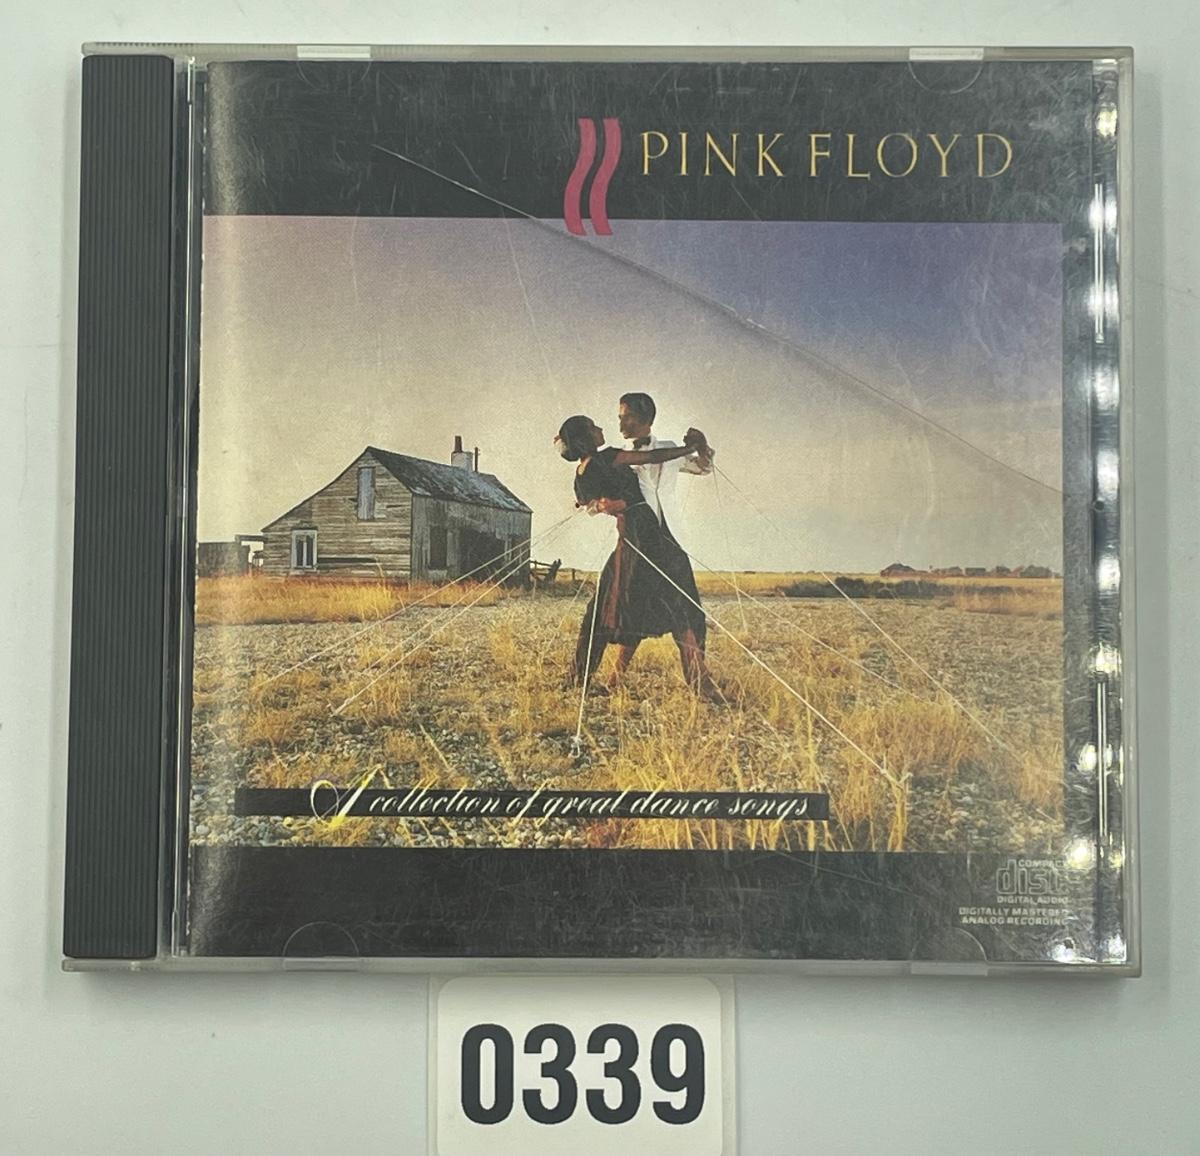 PINK FLOYD
A collection of great dance songs
COMPACT
disc
DIGITAL AUDIO
DIGITALLY MASTERED
ANALOG RECORDING
0339